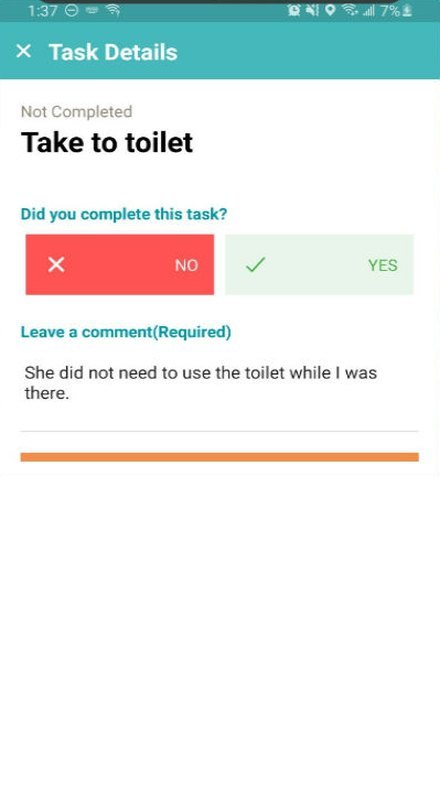 1:37 7%
Task Details
Not Completed
Take to toilet
Did you complete this task?
NO YES
Leave a comment(Required)
She did not need to use the toilet while I was
there.